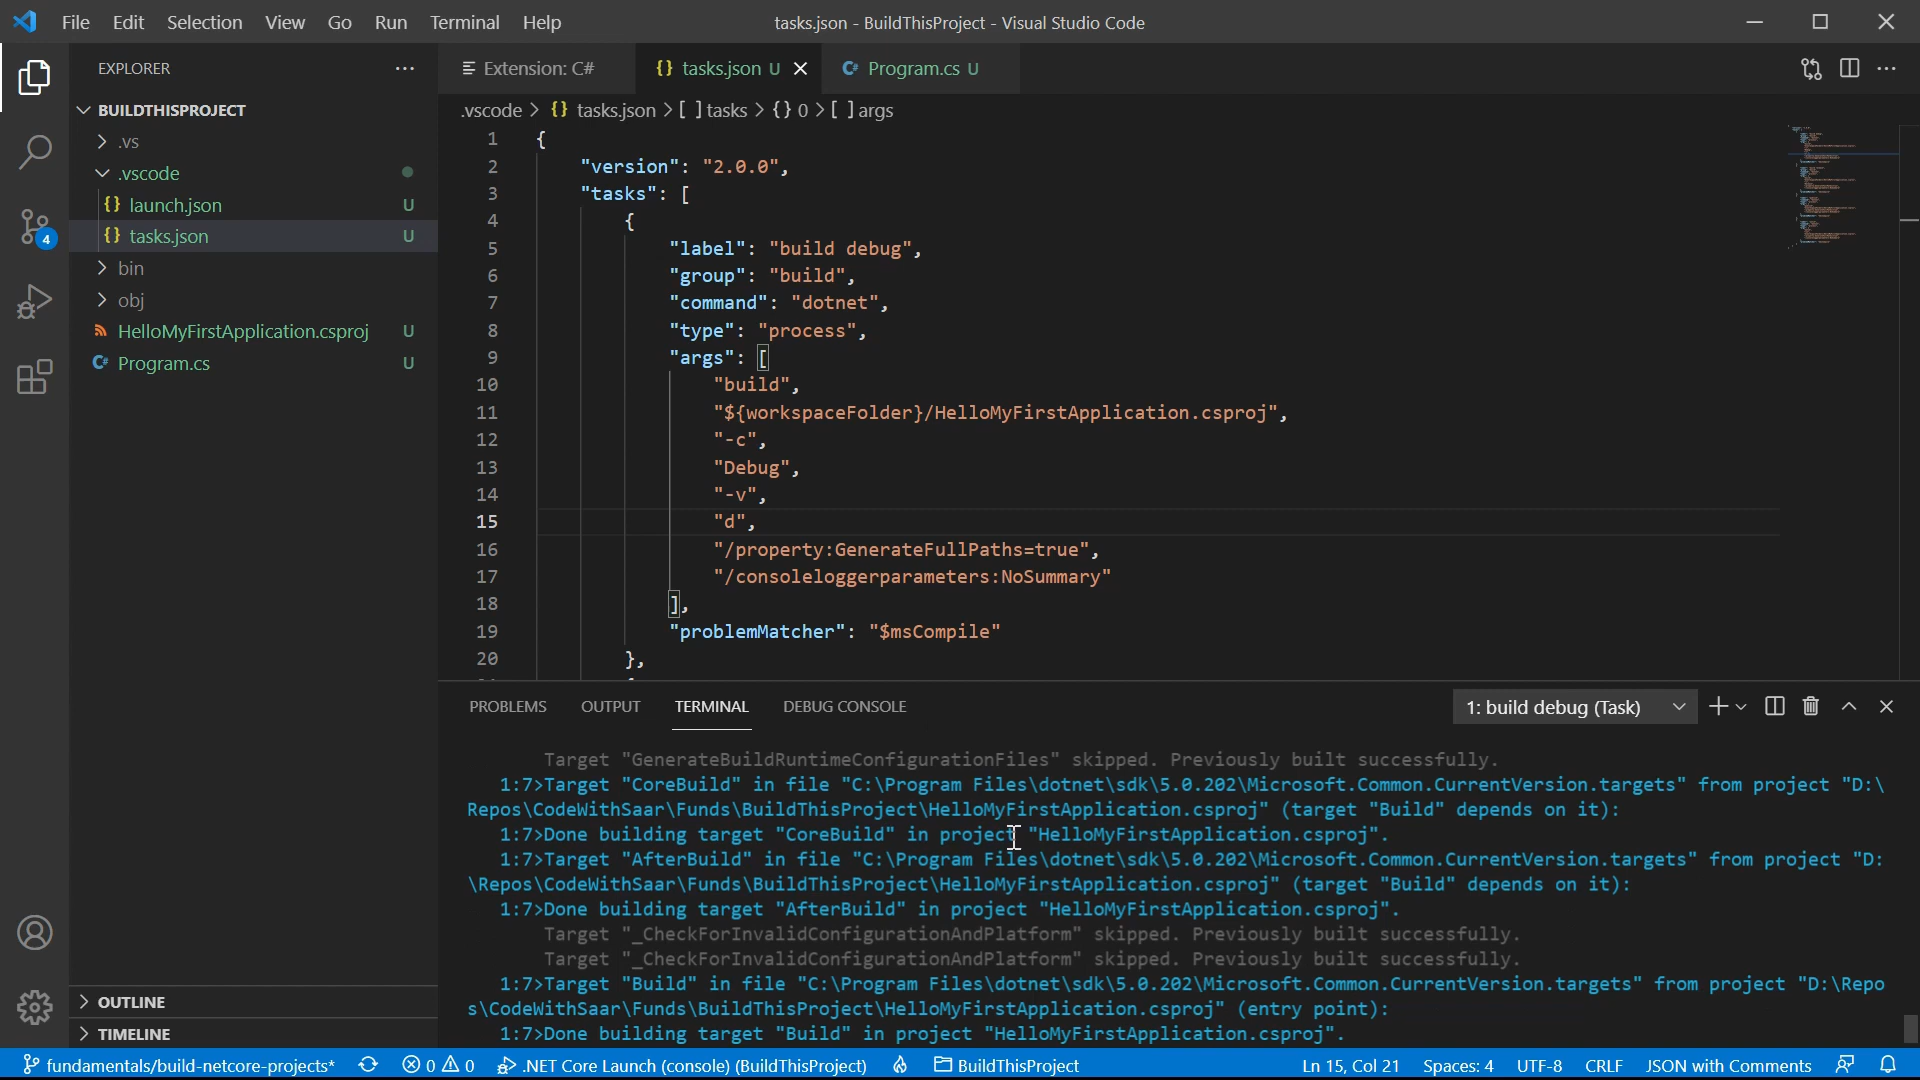 File Edit Selection View Go Run Terminal Help
tasks.json - BuildThisProject - Visual Studio Code
EXPLORER
BUILDTHISPROJECT
.vs
.vscode
launch.json U
tasks.json U
bin
obj
HelloMyFirstApplication.csproj U
Program.cs U
4
OUTLINE
TIMELINE
Extension: C#
{} tasks.json U
C# Program.cs U
.vscode > {} tasks.json > [ ] tasks > {} 0 > [ ] args
1 {
2 "version": "2.0.0",
3 "tasks": [
4 {
5 "label": "build debug",
6 "group": "build",
7 "command": "dotnet",
8 "type": "process",
9 "args": [
10 "build",
11 "${workspaceFolder}/HelloMyFirstApplication.csproj",
12 "-c",
13 "Debug",
14 "-v",
15 "d",
16 "/property:GenerateFullPaths=true",
17 "/consoleloggerparameters:NoSummary"
18 ],
19 "problemMatcher": "$msCompile"
20 },
PROBLEMS OUTPUT TERMINAL DEBUG CONSOLE
1: build debug (Task)
Target "GenerateBuildRuntimeConfigurationFiles" skipped. Previously built successfully.
1:7>Target "CoreBuild" in file "C:\Program Files\dotnet\sdk\5.0.202\Microsoft.Common.CurrentVersion.targets" from project "D:\
Repos\CodeWithSaar\Funds\BuildThisProject\HelloMyFirstApplication.csproj" (target "Build" depends on it):
1:7>Done building target "CoreBuild" in project "HelloMyFirstApplication.csproj".
1:7>Target "AfterBuild" in file "C:\Program Files\dotnet\sdk\5.0.202\Microsoft.Common.CurrentVersion.targets" from project "D:
\Repos\CodeWithSaar\Funds\BuildThisProject\HelloMyFirstApplication.csproj" (target "Build" depends on it):
1:7>Done building target "AfterBuild" in project "HelloMyFirstApplication.csproj".
Target "_CheckForInvalidConfigurationAndPlatform" skipped. Previously built successfully.
Target "_CheckForInvalidConfigurationAndPlatform" skipped. Previously built successfully.
1:7>Target "Build" in file "C:\Program Files\dotnet\sdk\5.0.202\Microsoft.Common.CurrentVersion.targets" from project "D:\Repo
s\CodeWithSaar\Funds\BuildThisProject\HelloMyFirstApplication.csproj" (entry point):
1:7>Done building target "Build" in project "HelloMyFirstApplication.csproj".
fundamentals/build-netcore-projects* 0 0 .NET Core Launch (console) (BuildThisProject) BuildThisProject Ln 15, Col 21 Spaces: 4 UTF-8 CRLF JSON with Comments